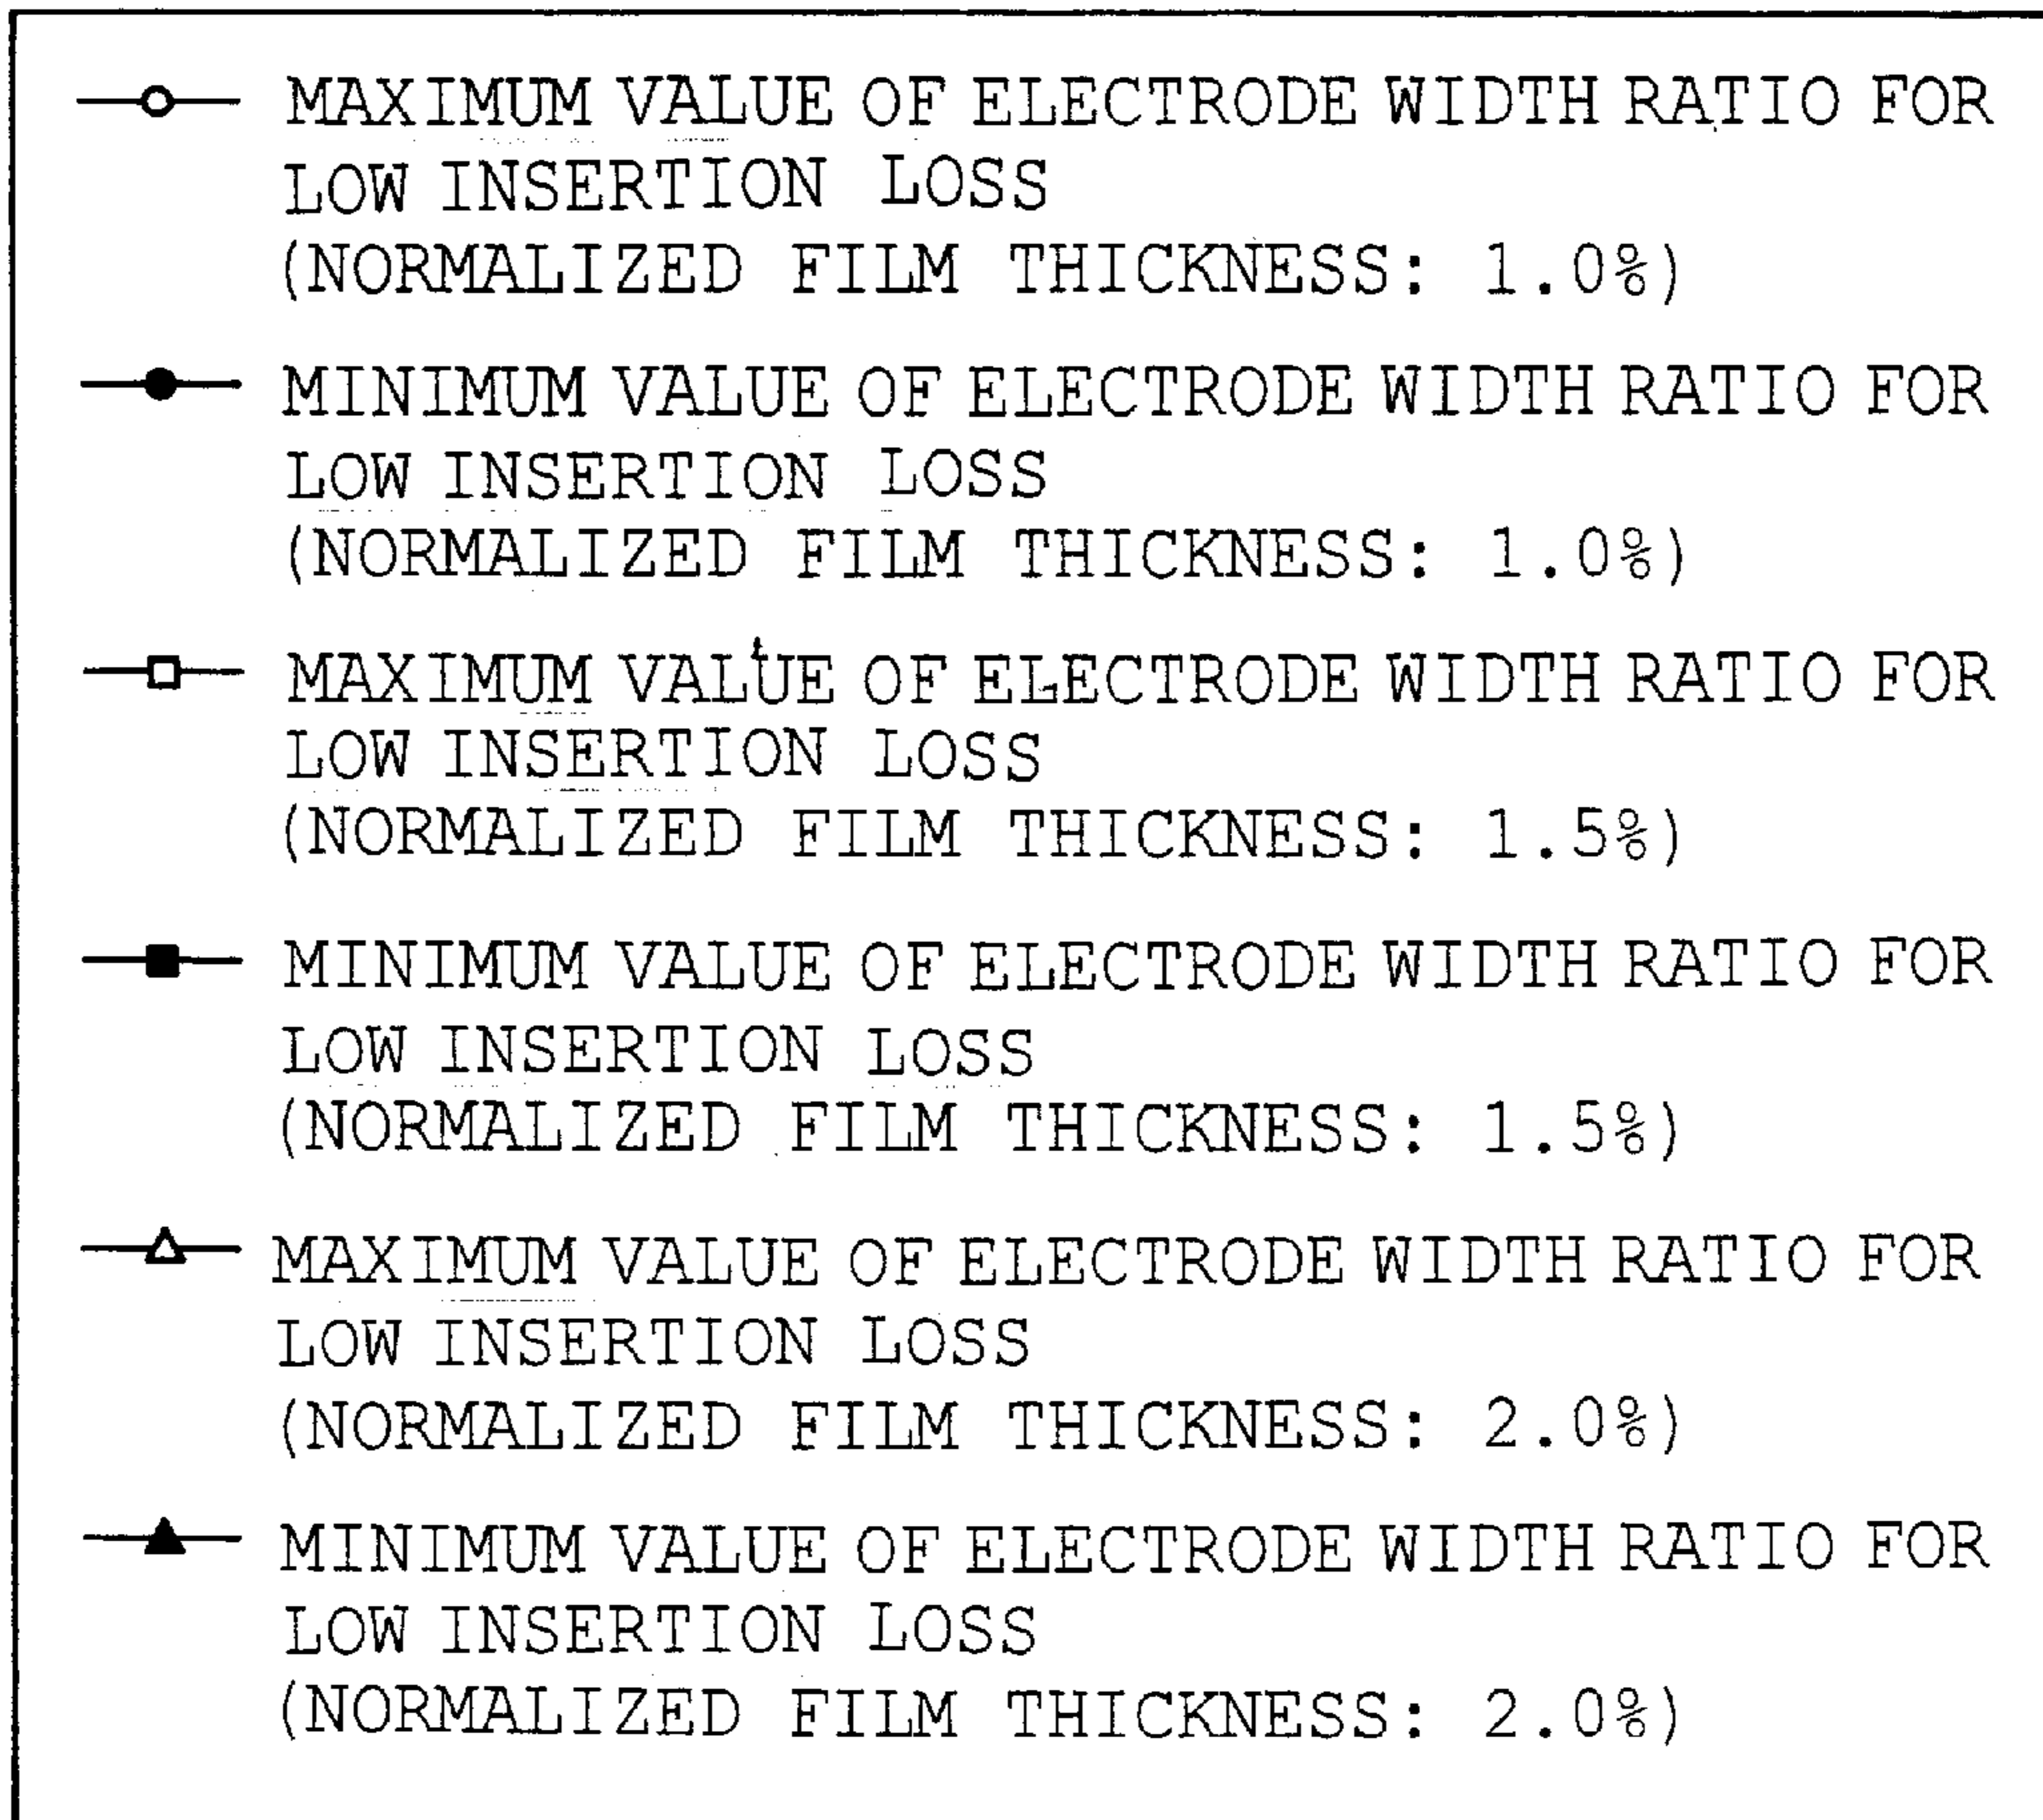 MAXIMUM VALUE OF ELECTRODE WIDTH RATIO FOR
LOW INSERTION LOSS
(NORMALIZED FILM THICKNESS: 1.0%)
MINIMUM VALUE OF ELECTRODE WIDTH RATIO FOR
LOW INSERTION LOSS
(NORMALIZED FILM THICKNESS: 1.0%)
MAXIMUM VALUE OF ELECTRODE WIDTH RATIO FOR
LOW INSERTION LOSS
(NORMALIZED FILM THICKNESS: 1.5%)
MINIMUM VALUE OF ELECTRODE WIDTH RATIO FOR
LOW INSERTION LOSS
(NORMALIZED FILM THICKNESS: 1.5%)
MAXIMUM VALUE OF ELECTRODE WIDTH RATIO FOR
LOW INSERTION LOSS
(NORMALIZED FILM THICKNESS: 2.0%)
MINIMUM VALUE OF ELECTRODE WIDTH RATIO FOR
LOW INSERTION LOSS
(NORMALIZED FILM THICKNESS: 2.0%)